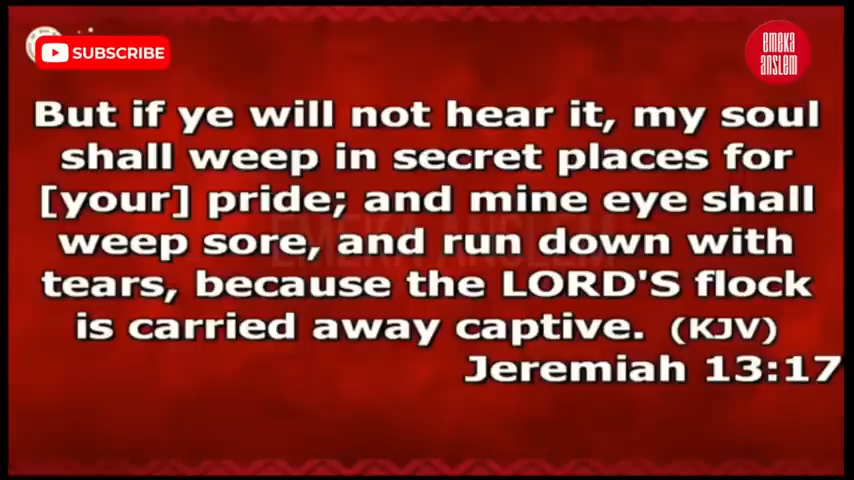 SUBSCRIBE
EMEKA
ANSLEM
But if ye will not hear it, my soul
shall weep in secret places for
[your] pride; and mine eye shall
weep sore, and run down with
tears, because the LORD'S flock
is carried away captive. (KJV)
Jeremiah 13:17
EMEKA ANSLEM